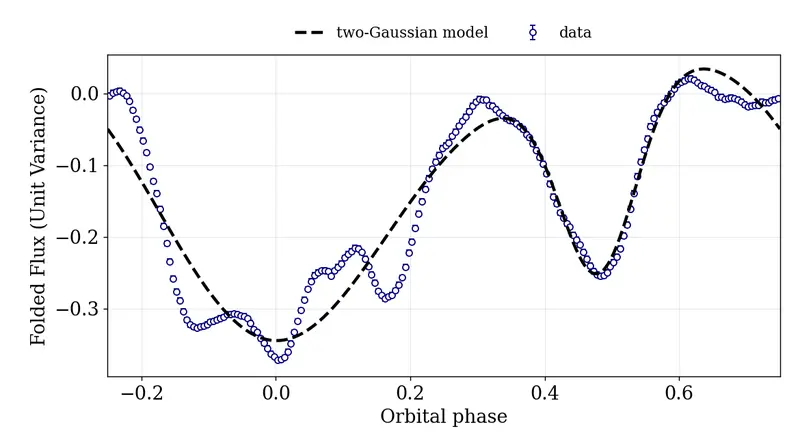 two-Gaussian model data
0.0
−0.1
−0.2
−0.3
Folded Flux (Unit Variance)
−0.2 0.0 0.2 0.4 0.6
Orbital phase